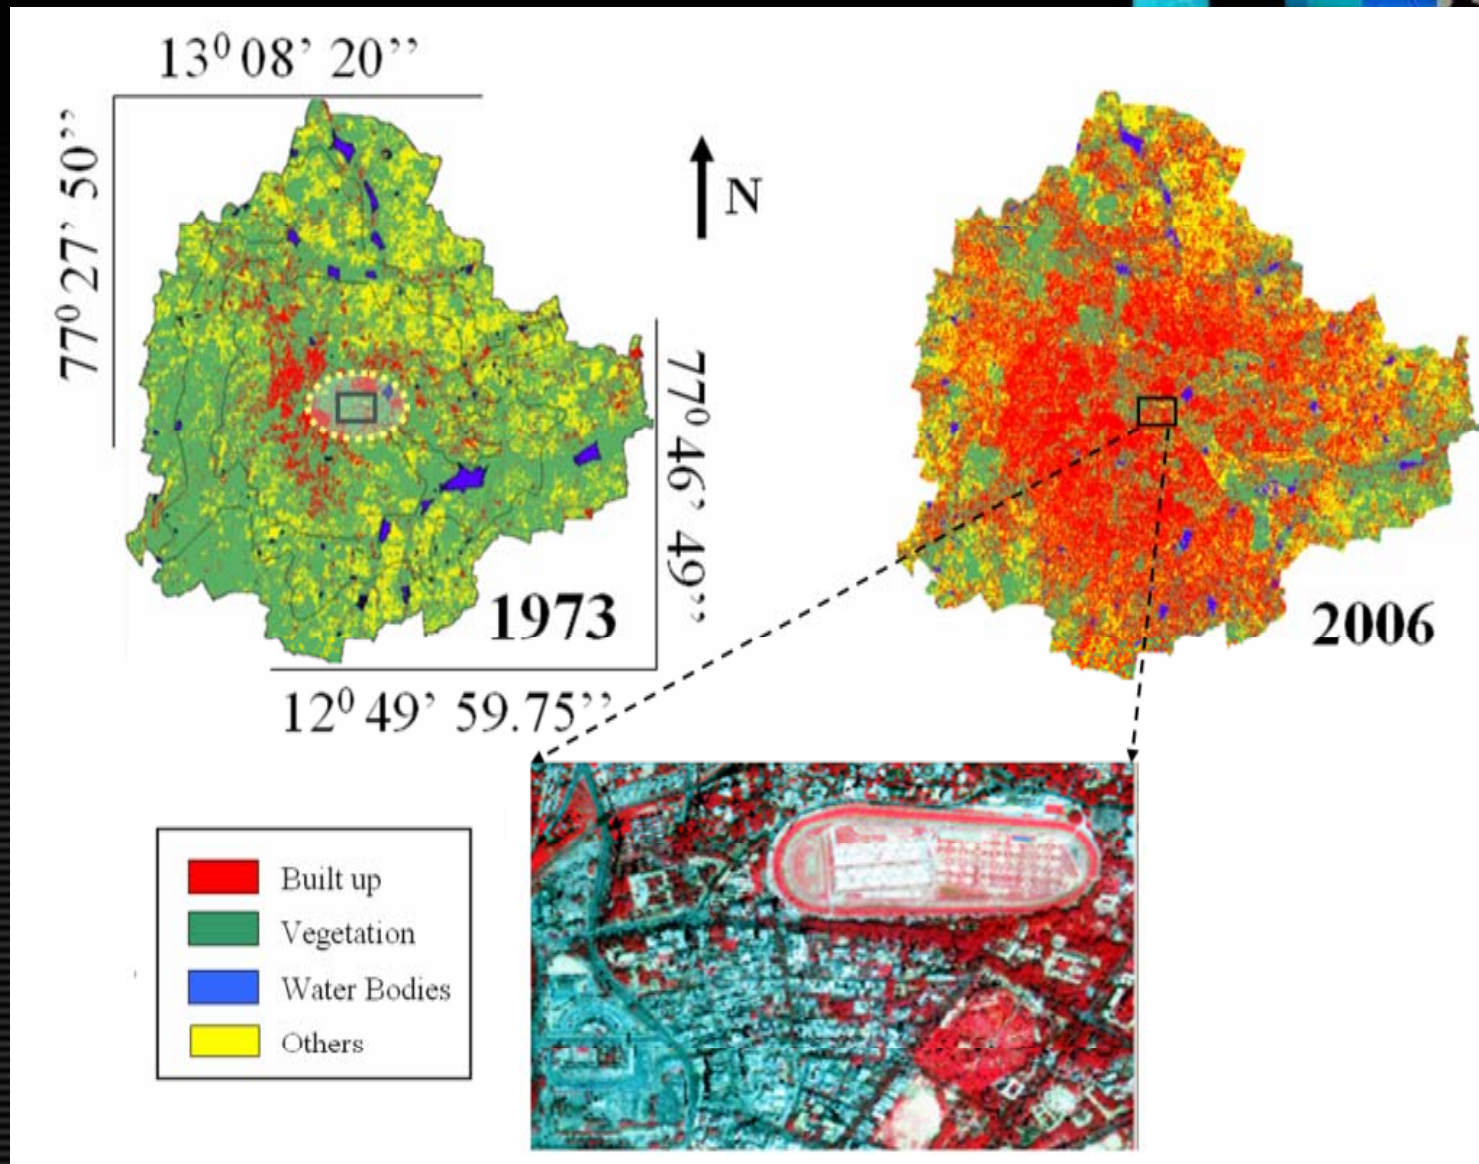 13⁰ 08’ 20’’
77⁰ 27’ 50’’
N
77⁰ 46’ 49’’
1973
2006
12⁰ 49’ 59.75’’
Built up
Vegetation
Water Bodies
Others